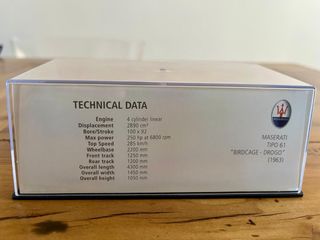 TECHNICAL DATA
Engine 4 cylinder linear
Displacement 2890 cm³
Bore/Stroke 100 x 92
Max power 250 hp at 6800 rpm
Top Speed 285 km/h
Wheelbase 2200 mm
Front track 1250 mm
Rear track 1200 mm
Overall length 4300 mm
Overall width 1450 mm
Overall height 1050 mm
MASERATI
TIPO 61
"BIRDCAGE - DROGO"
(1963)